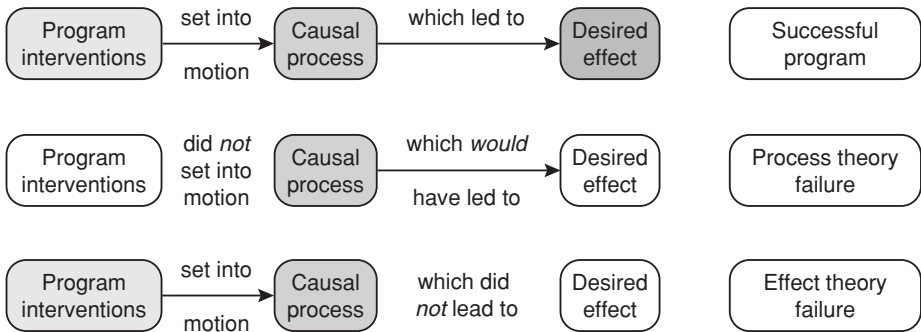 Program interventions
set into motion
Causal process
which led to
Desired effect
Successful program
Program interventions
did not set into motion
Causal process
which would have led to
Desired effect
Process theory failure
Program interventions
set into motion
Causal process
which did not lead to
Desired effect
Effect theory failure